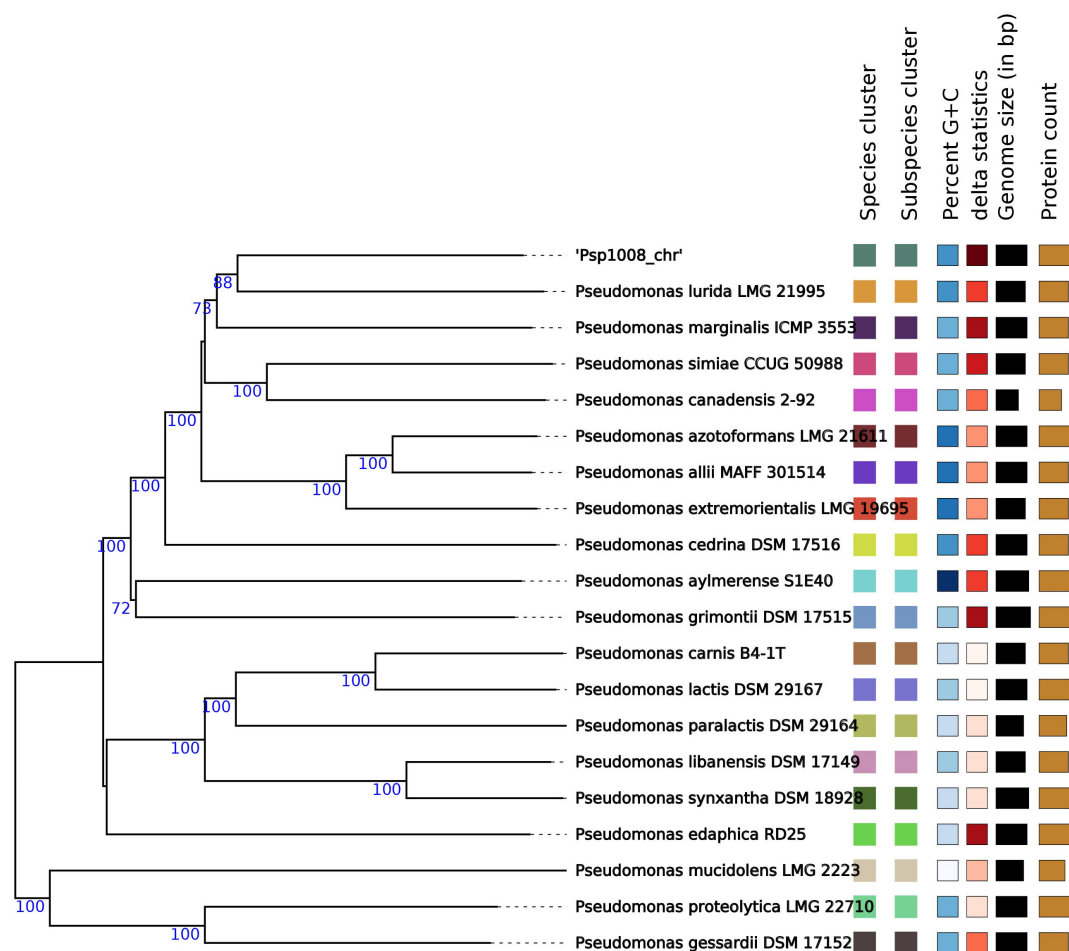 Species cluster
Subspecies cluster
Percent G+C
delta statistics
Genome size (in bp)
Protein count
'Psp1008_chr'
88
Pseudomonas lurida LMG 21995
73
Pseudomonas marginalis ICMP 3553
Pseudomonas simiae CCUG 50988
100
Pseudomonas canadensis 2-92
100
Pseudomonas azotoformans LMG 21611
100
Pseudomonas allii MAFF 301514
100
100
Pseudomonas extremorientalis LMG 19695
Pseudomonas cedrina DSM 17516
100
Pseudomonas aylmerense S1E40
72
Pseudomonas grimontii DSM 17515
Pseudomonas carnis B4-1T
100
Pseudomonas lactis DSM 29167
100
Pseudomonas paralactis DSM 29164
100
Pseudomonas libanensis DSM 17149
100
Pseudomonas synxantha DSM 18928
Pseudomonas edaphica RD25
Pseudomonas mucidolens LMG 2223
100
Pseudomonas proteolytica LMG 22710
100
Pseudomonas gessardii DSM 17152